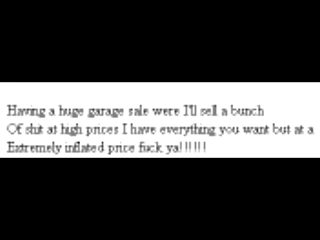 Having a huge garage sale were I'll sell a bunch
Of shit at high prices I have everything you want but at a
Extremely inflated price fuck ya!!!!!!